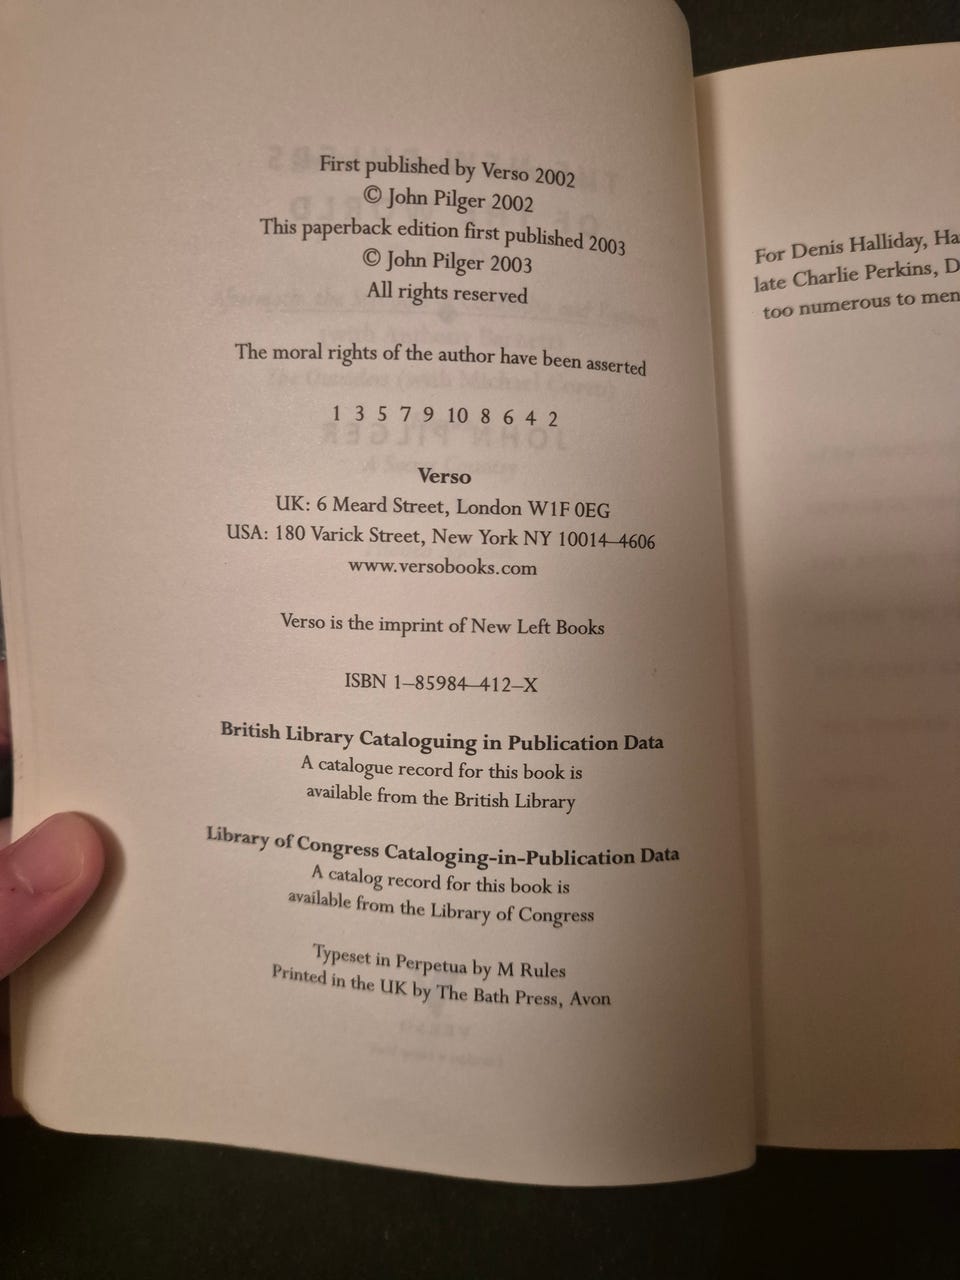 First published by Verso 2002
© John Pilger 2002
This paperback edition first published 2003
© John Pilger 2003
All rights reserved
The moral rights of the author have been asserted
1 3 5 7 9 10 8 6 4 2
Verso
UK: 6 Meard Street, London W1F 0EG
USA: 180 Varick Street, New York NY 10014–4606
www.versobooks.com
Verso is the imprint of New Left Books
ISBN 1–85984–412–X
British Library Cataloguing in Publication Data
A catalogue record for this book is
available from the British Library
Library of Congress Cataloging-in-Publication Data
A catalog record for this book is
available from the Library of Congress
Typeset in Perpetua by M Rules
Printed in the UK by The Bath Press, Avon
For Denis Halliday, Ha
late Charlie Perkins, D
too numerous to men